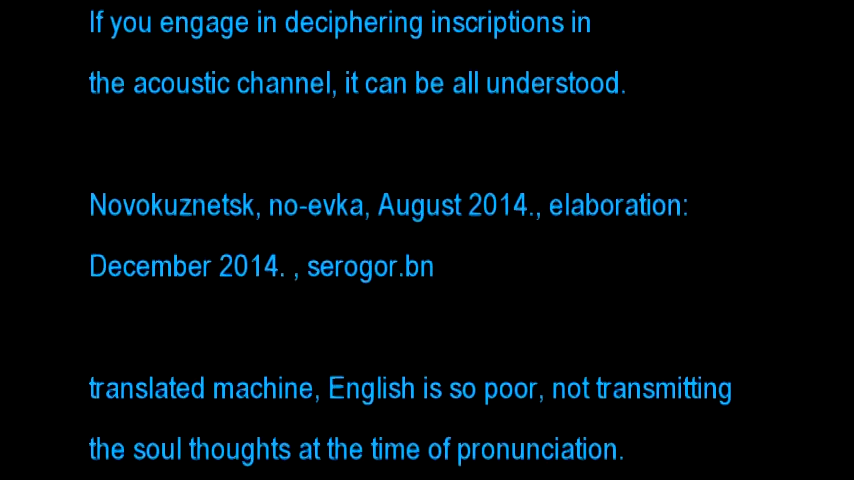 If you engage in deciphering inscriptions in
the acoustic channel, it can be all understood.
Novokuznetsk, no-evka, August 2014., elaboration:
December 2014. , serogor.bn
translated machine, English is so poor, not transmitting
the soul thoughts at the time of pronunciation.